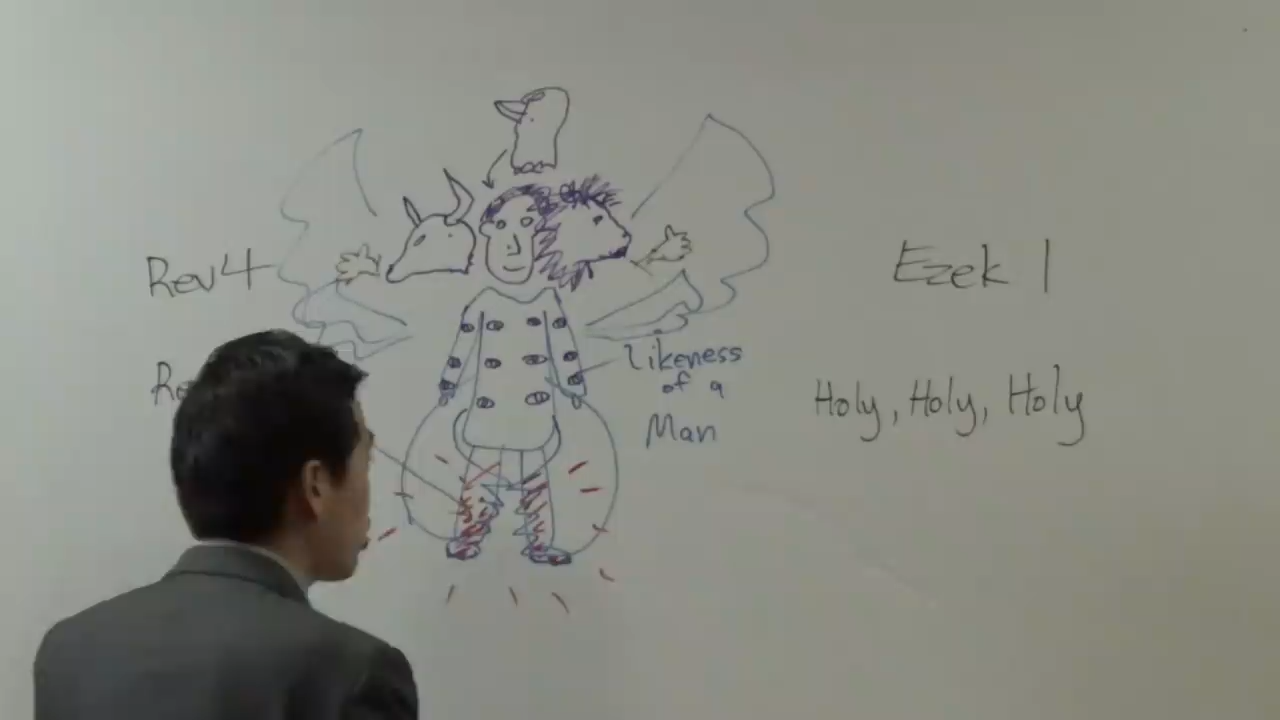 Rev 4
Ezek 1
Likeness
of a
Man
Holy, Holy, Holy